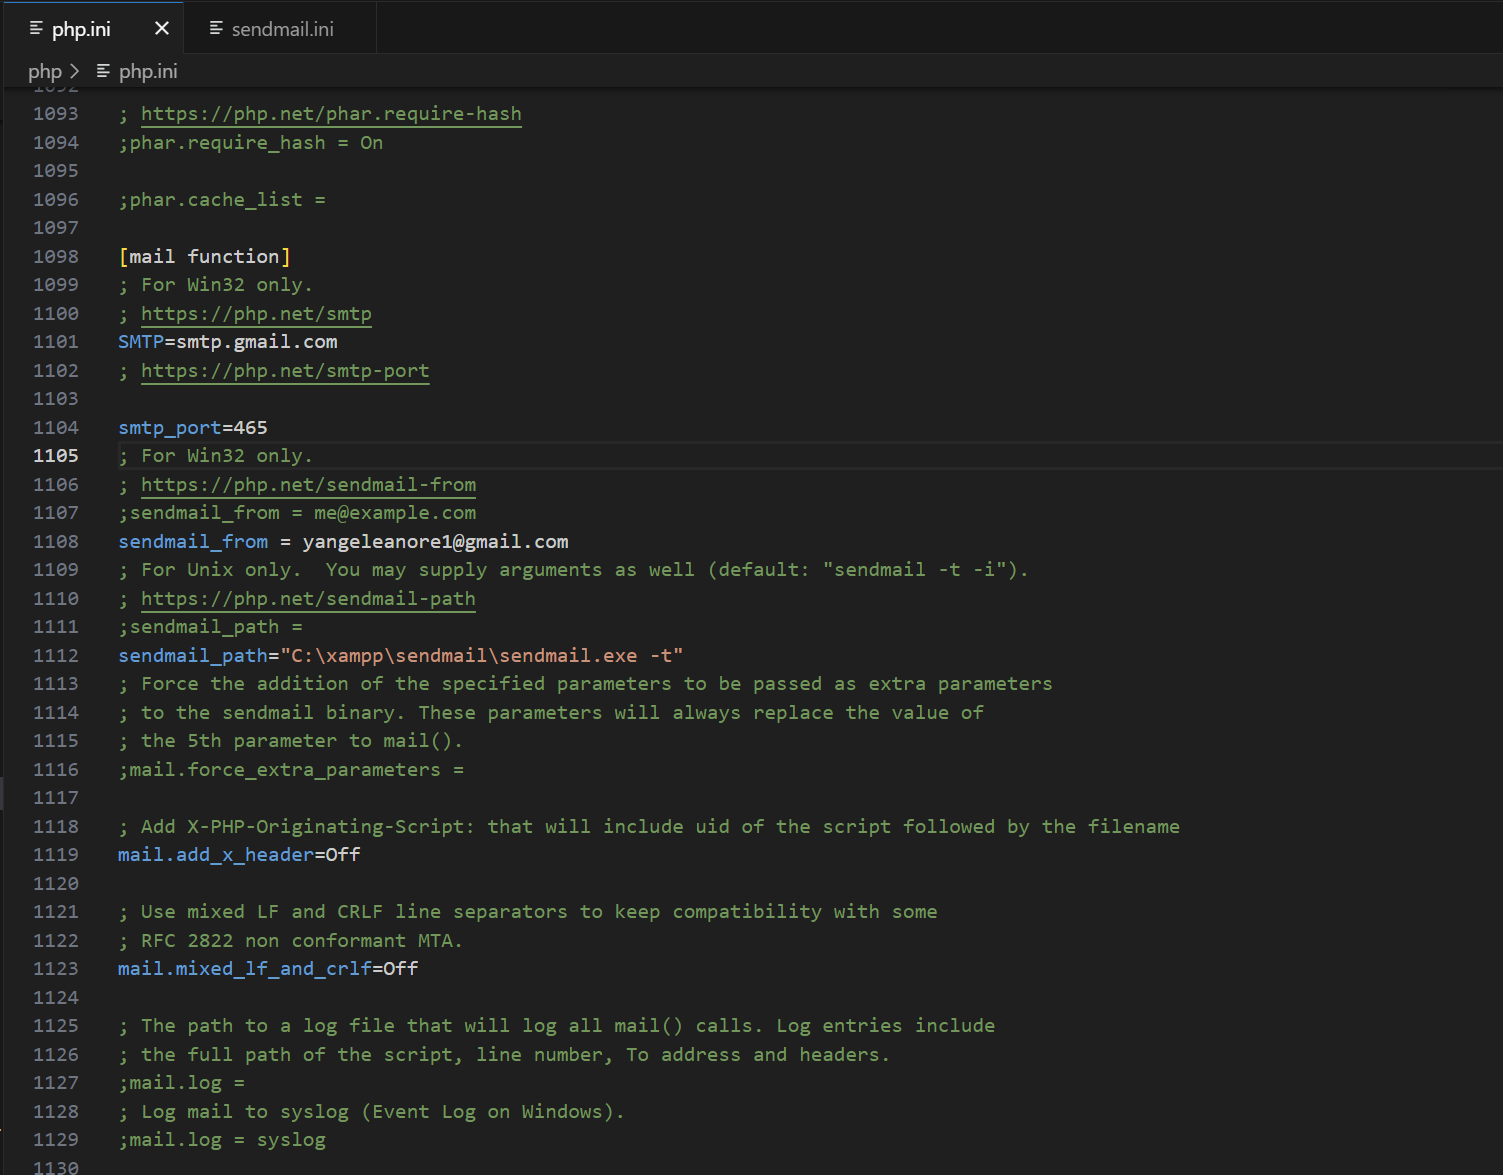 php.ini
sendmail.ini
php > php.ini
1092
1093 ; https://php.net/phar.require-hash
1094 ;phar.require_hash = On
1095
1096 ;phar.cache_list =
1097
1098 [mail function]
1099 ; For Win32 only.
1100 ; https://php.net/smtp
1101 SMTP=smtp.gmail.com
1102 ; https://php.net/smtp-port
1103
1104 smtp_port=465
1105 ; For Win32 only.
1106 ; https://php.net/sendmail-from
1107 ;sendmail_from = me@example.com
1108 sendmail_from = yangeleanore1@gmail.com
1109 ; For Unix only.  You may supply arguments as well (default: "sendmail -t -i").
1110 ; https://php.net/sendmail-path
1111 ;sendmail_path =
1112 sendmail_path="C:\xampp\sendmail\sendmail.exe -t"
1113 ; Force the addition of the specified parameters to be passed as extra parameters
1114 ; to the sendmail binary. These parameters will always replace the value of
1115 ; the 5th parameter to mail().
1116 ;mail.force_extra_parameters =
1117
1118 ; Add X-PHP-Originating-Script: that will include uid of the script followed by the filename
1119 mail.add_x_header=Off
1120
1121 ; Use mixed LF and CRLF line separators to keep compatibility with some
1122 ; RFC 2822 non conformant MTA.
1123 mail.mixed_lf_and_crlf=Off
1124
1125 ; The path to a log file that will log all mail() calls. Log entries include
1126 ; the full path of the script, line number, To address and headers.
1127 ;mail.log =
1128 ; Log mail to syslog (Event Log on Windows).
1129 ;mail.log = syslog
1130